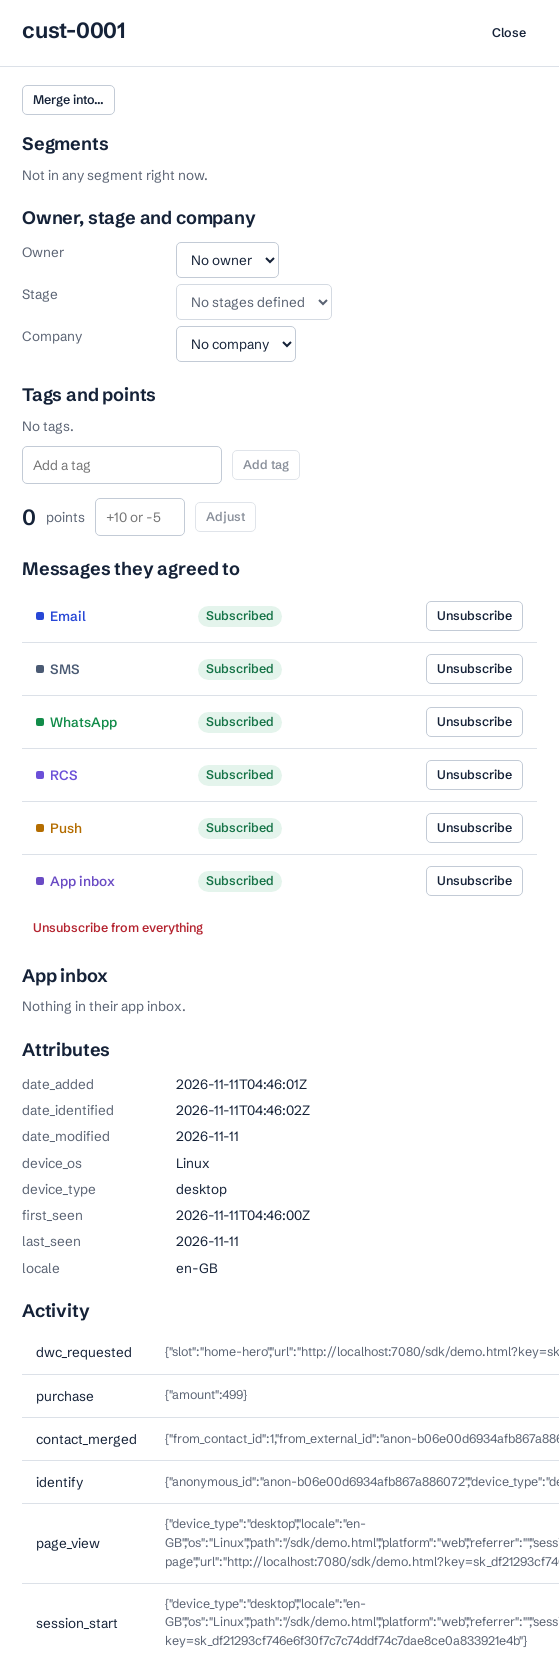 cust-0001
Close
Merge into...
Segments
Not in any segment right now.
Owner, stage and company
Owner
No owner
Stage
No stages defined
Company
No company
Tags and points
No tags.
Add a tag
Add tag
0 points
+10 or -5
Adjust
Messages they agreed to
Email Subscribed Unsubscribe
SMS Subscribed Unsubscribe
WhatsApp Subscribed Unsubscribe
RCS Subscribed Unsubscribe
Push Subscribed Unsubscribe
App inbox Subscribed Unsubscribe
Unsubscribe from everything
App inbox
Nothing in their app inbox.
Attributes
date_added 2026-11-11T04:46:01Z
date_identified 2026-11-11T04:46:02Z
date_modified 2026-11-11
device_os Linux
device_type desktop
first_seen 2026-11-11T04:46:00Z
last_seen 2026-11-11
locale en-GB
Activity
dwc_requested {"slot":"home-hero","url":"http://localhost:7080/sdk/demo.html?key=sk
purchase {"amount":499}
contact_merged {"from_contact_id":1,"from_external_id":"anon-b06e00d6934afb867a886
identify {"anonymous_id":"anon-b06e00d6934afb867a886072","device_type":"de
page_view
{"device_type":"desktop","locale":"en-
GB","os":"Linux","path":"/sdk/demo.html","platform":"web","referrer":"","sess
page","url":"http://localhost:7080/sdk/demo.html?key=sk_df21293cf74
session_start
{"device_type":"desktop","locale":"en-
GB","os":"Linux","path":"/sdk/demo.html","platform":"web","referrer":"","sess
key=sk_df21293cf746e6f30f7c7c74ddf74c7dae8ce0a833921e4b"}